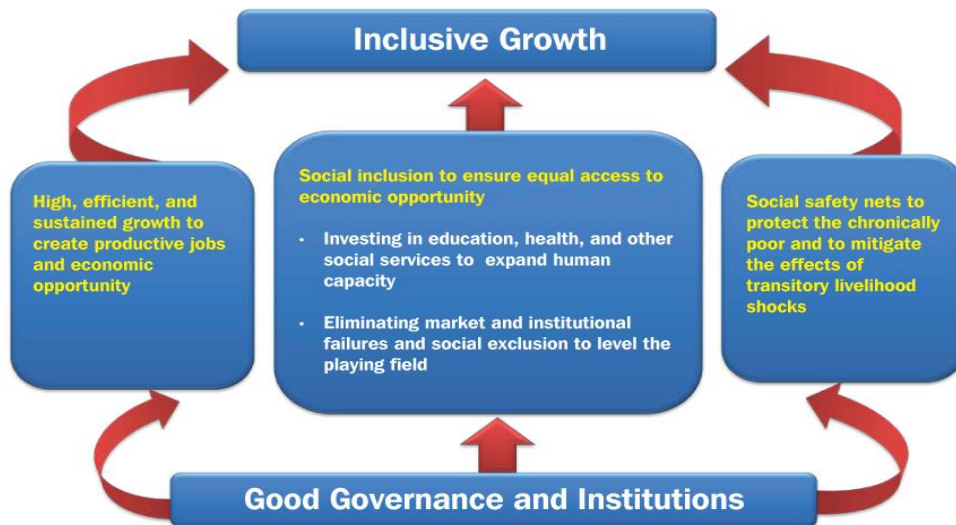 Inclusive Growth
High, efficient, and
sustained growth to
create productive jobs
and economic
opportunity
Social inclusion to ensure equal access to
economic opportunity
• Investing in education, health, and other
social services to expand human
capacity
• Eliminating market and institutional
failures and social exclusion to level the
playing field
Social safety nets to
protect the chronically
poor and to mitigate
the effects of
transitory livelihood
shocks
Good Governance and Institutions